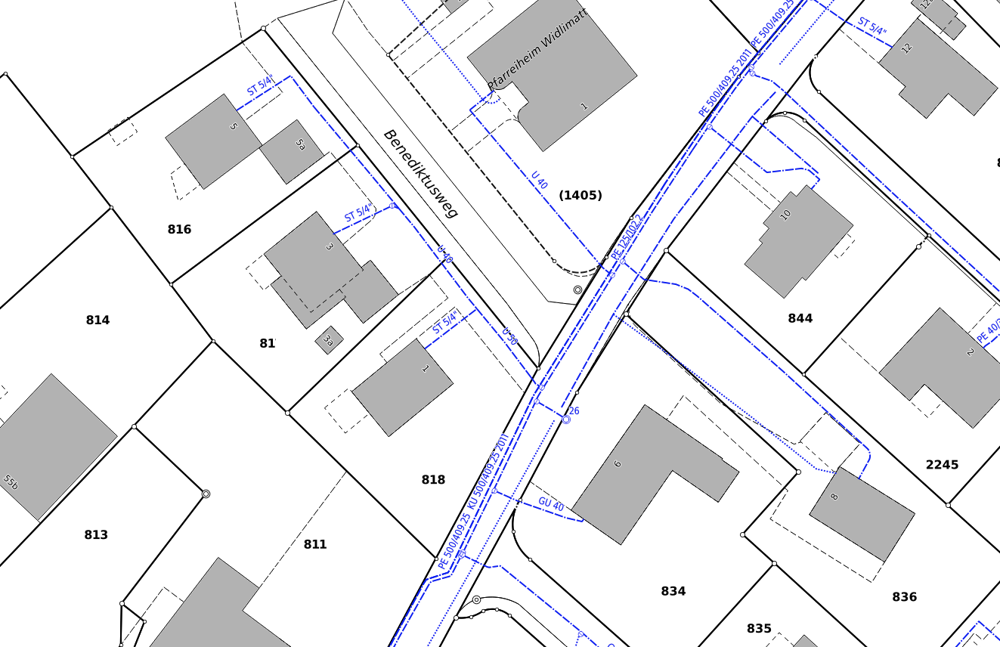 PE 500/409.25
12a
ST 5/4"
Pfarreiheim Widlimatt
12
PE 500/409.25 2011
ST 5/4"
1
5
5a
Benediktusweg
U 40
(1405)
10
816
ST 5/4"
3
PE 125/102.2
U 40
814
844
ST 5/4"
U 50
3a
2
1
26
55b
KU 500/409.25 2011
6
2245
818
8
GU 40
PE 500/409.25
813
811
834
836
835